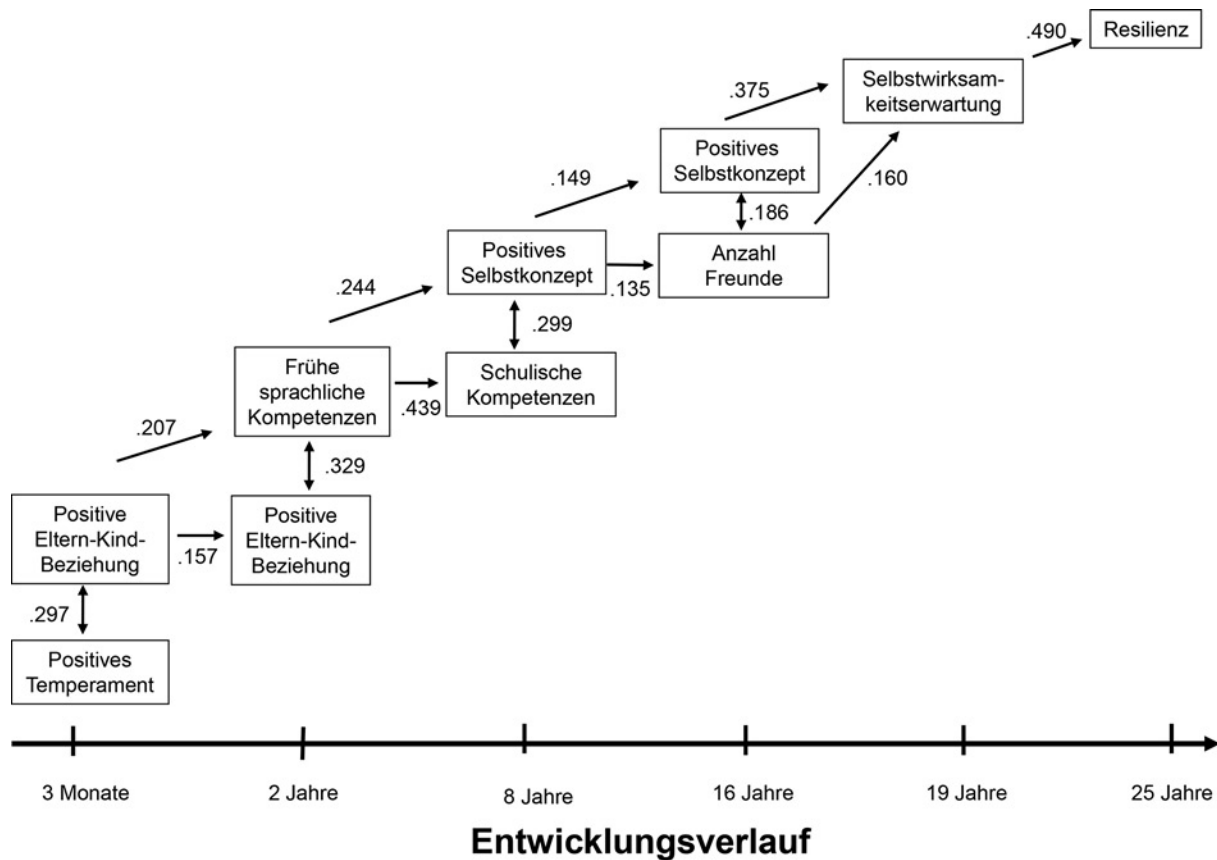 .490
Resilienz
Selbstwirksam-
keitserwartung
.375
Positives
Selbstkonzept
.160
.149
.186
Positives
Selbstkonzept
Anzahl
Freunde
.135
.244
.299
Frühe
sprachliche
Kompetenzen
Schulische
Kompetenzen
.439
.207
.329
Positive
Eltern-Kind-
Beziehung
.157
Positive
Eltern-Kind-
Beziehung
.297
Positives
Temperament
3 Monate
2 Jahre
8 Jahre
16 Jahre
19 Jahre
25 Jahre
Entwicklungsverlauf